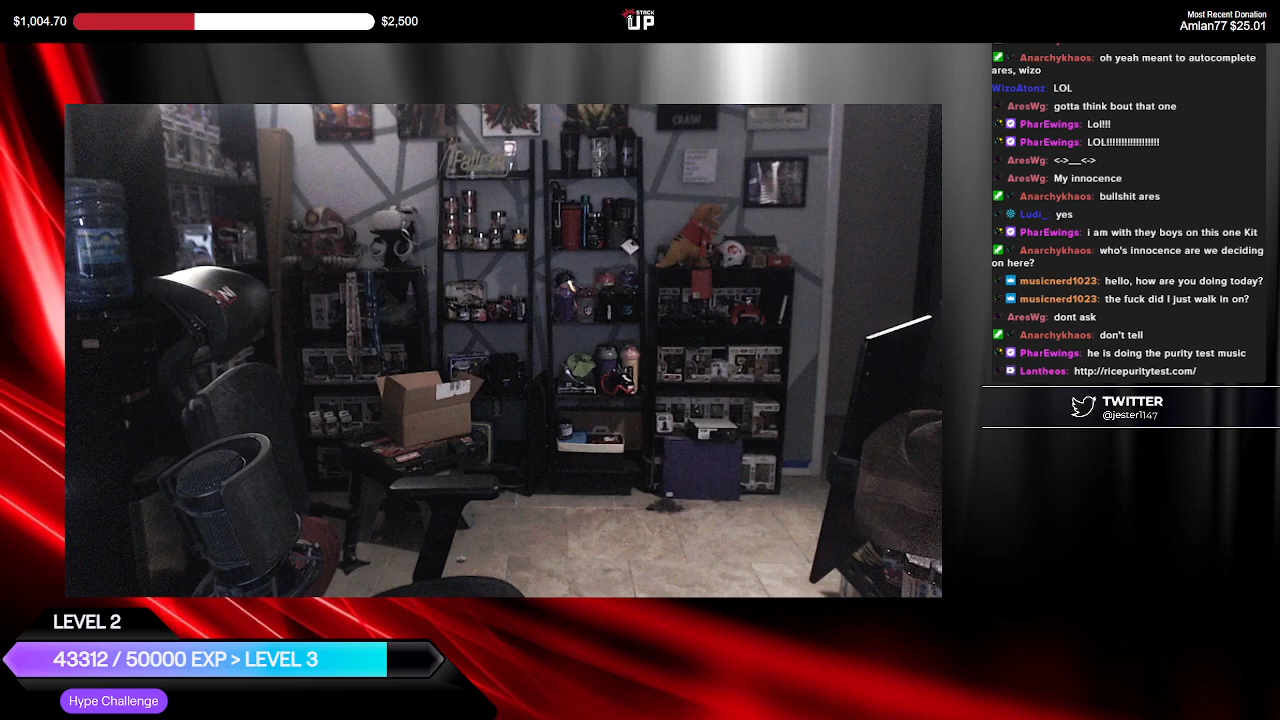 $1,004.70
$2,500
STACK
UP
Most Recent Donation
Amlan77 $25.01
Anarchykhaos: oh yeah meant to autocomplete
ares, wizo
WizoAtonz: LOL
AresWg: gotta think bout that one
PharEwings: Lol!!!
PharEwings: LOL!!!!!!!!!!!!!!!!!!
AresWg: <->__<->
AresWg: My innocence
Anarchykhaos: bullshit ares
Ludi_: yes
PharEwings: i am with they boys on this one Kit
Anarchykhaos: who's innocence are we deciding
on here?
musicnerd1023: hello, how are you doing today?
musicnerd1023: the fuck did I just walk in on?
AresWg: dont ask
Anarchykhaos: don't tell
PharEwings: he is doing the purity test music
Lantheos: http://ricepuritytest.com/
TWITTER
@jester1147
CRASH
Fallout
LEVEL 2
43312 / 50000 EXP > LEVEL 3
Hype Challenge